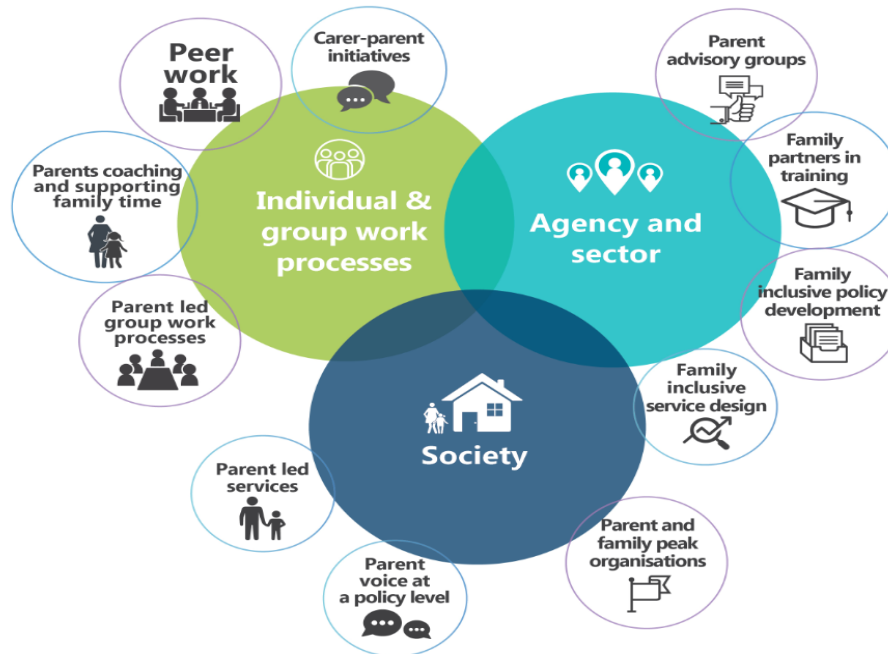 Peer
work
Carer-parent
initiatives
Parent
advisory groups
Parents coaching
and supporting
family time
Individual &
group work
processes
Agency and
sector
Family
partners in
training
Parent led
group work
processes
Family
inclusive policy
development
Family
inclusive
service design
Society
Parent led
services
Parent
voice at
a policy level
Parent and
family peak
organisations